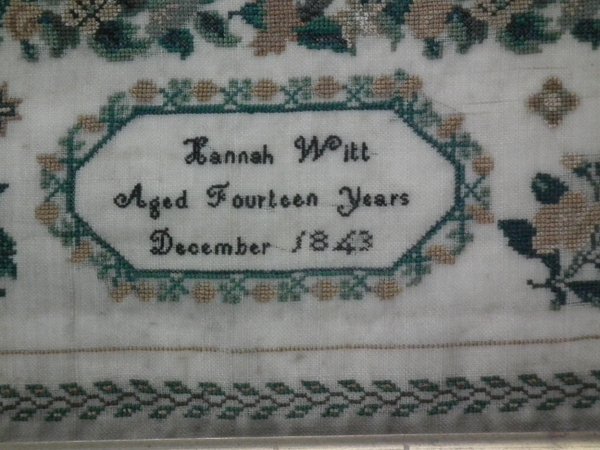 Hannah Witt
Aged Fourteen Years
December 1843